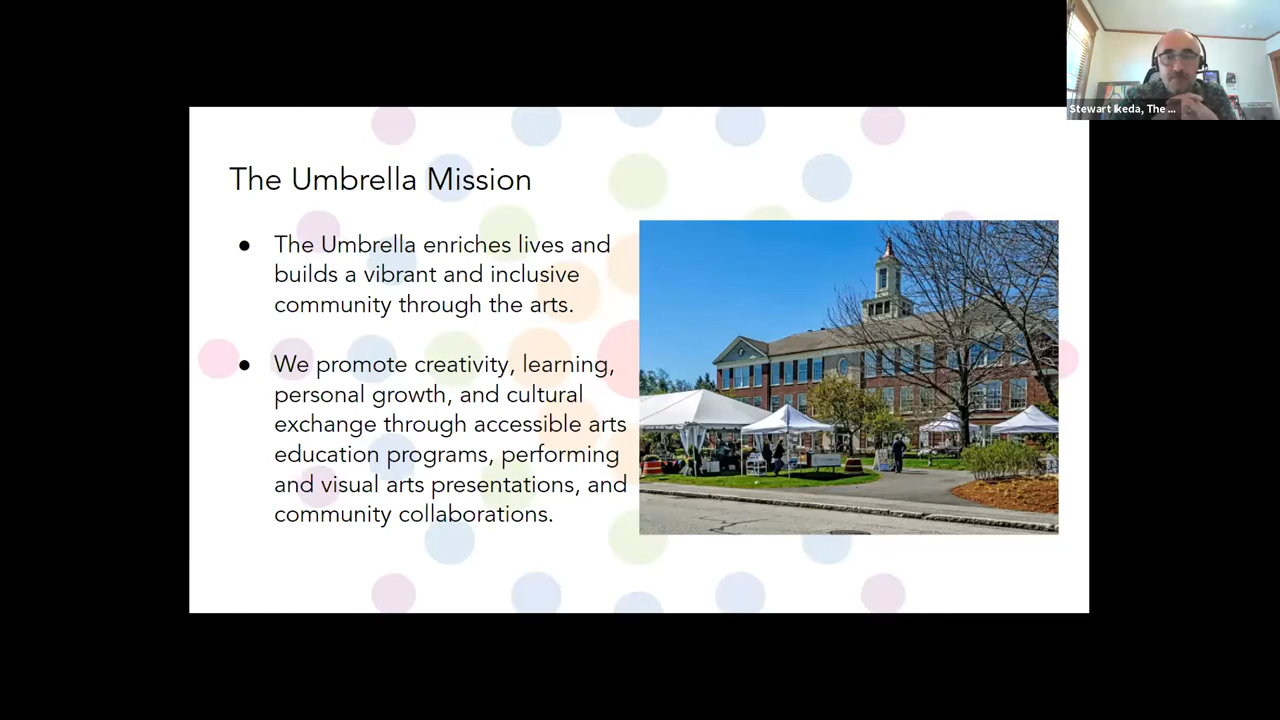 Stewart Ikeda, The ...
The Umbrella Mission
● The Umbrella enriches lives and
builds a vibrant and inclusive
community through the arts.
● We promote creativity, learning,
personal growth, and cultural
exchange through accessible arts
education programs, performing
and visual arts presentations, and
community collaborations.